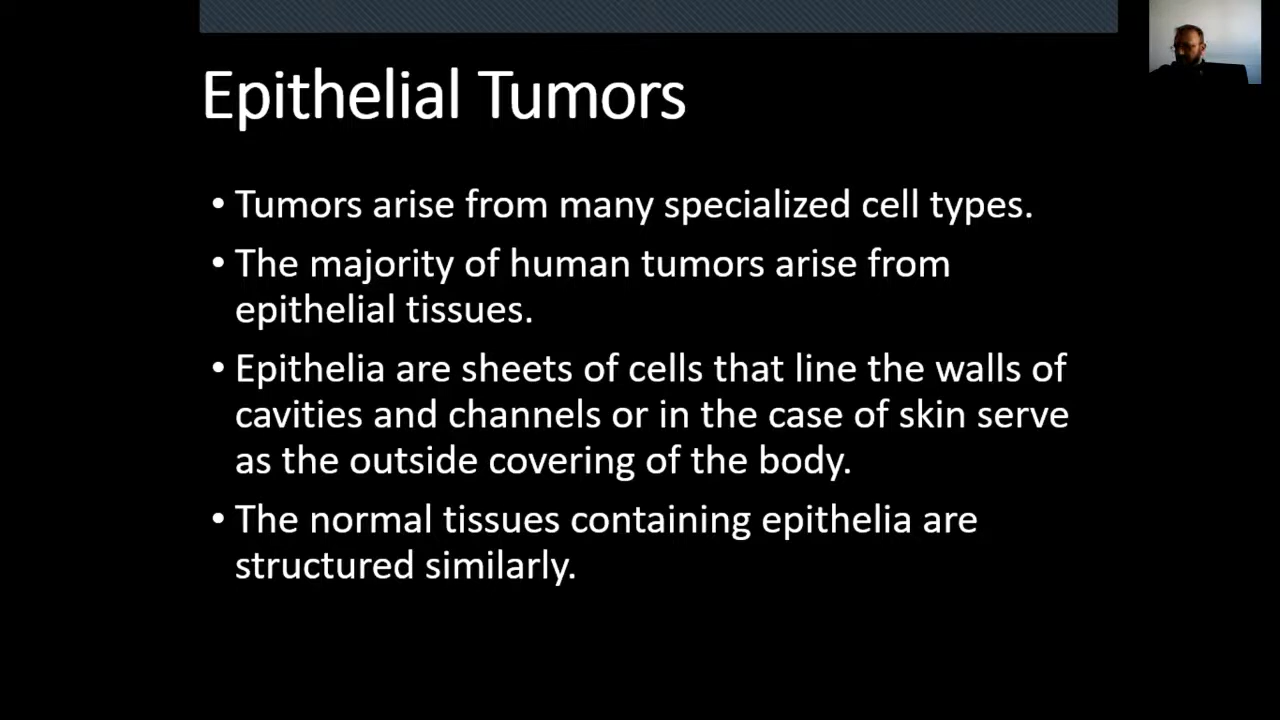 Epithelial Tumors
• Tumors arise from many specialized cell types.
• The majority of human tumors arise from
epithelial tissues.
• Epithelia are sheets of cells that line the walls of
cavities and channels or in the case of skin serve
as the outside covering of the body.
• The normal tissues containing epithelia are
structured similarly.